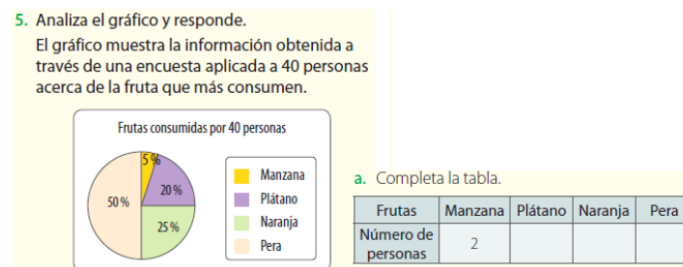 5. Analiza el gráfico y responde.
El gráfico muestra la información obtenida a
través de una encuesta aplicada a 40 personas
acerca de la fruta que más consumen.
Frutas consumidas por 40 personas
5 %
20 %
50 %
25 %
Manzana
Plátano
Naranja
Pera
a. Completa la tabla.
Frutas Manzana Plátano Naranja Pera
Número de
personas 2